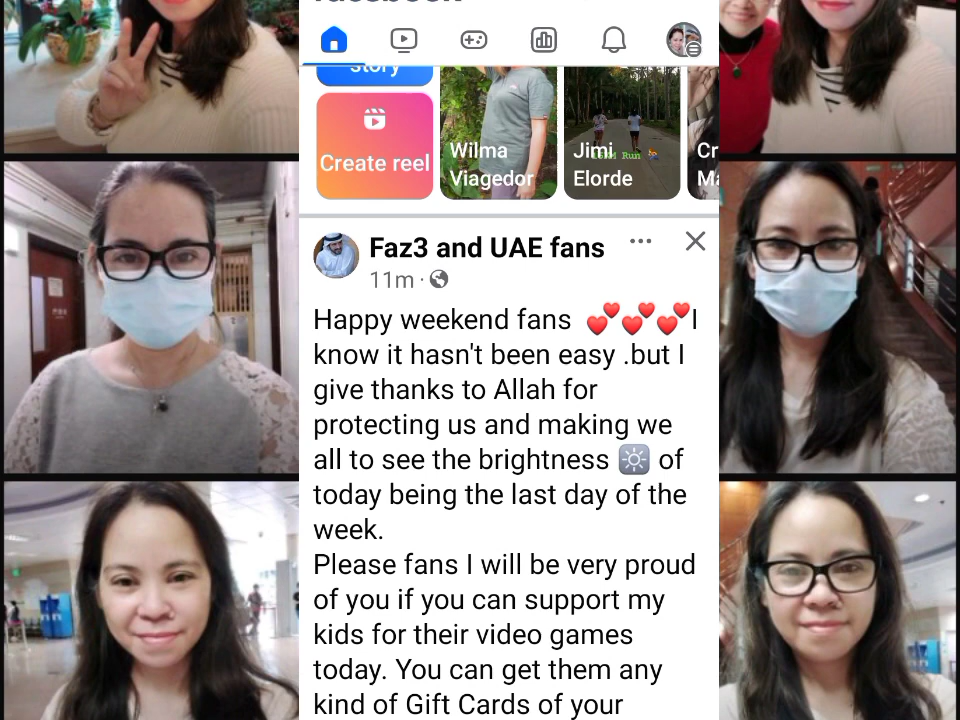 story
Create reel
Wilma
Viagedor
Jimi
Elorde
Run
Cr
Ma
Faz3 and UAE fans
11m
Happy weekend fans 💕💕💕I
know it hasn't been easy .but I
give thanks to Allah for
protecting us and making we
all to see the brightness 🔆 of
today being the last day of the
week.
Please fans I will be very proud
of you if you can support my
kids for their video games
today. You can get them any
kind of Gift Cards of your